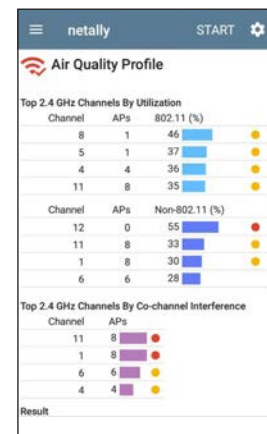 netally START
Air Quality Profile
Top 2.4 GHz Channels By Utilization
Channel APs 802.11 (%)
8 1 46
5 1 37
4 4 36
11 8 35
Channel APs Non-802.11 (%)
12 0 55
11 8 33
1 8 30
6 6 28
Top 2.4 GHz Channels By Co-channel Interference
Channel APs
11 8
1 8
6 6
4 4
Result